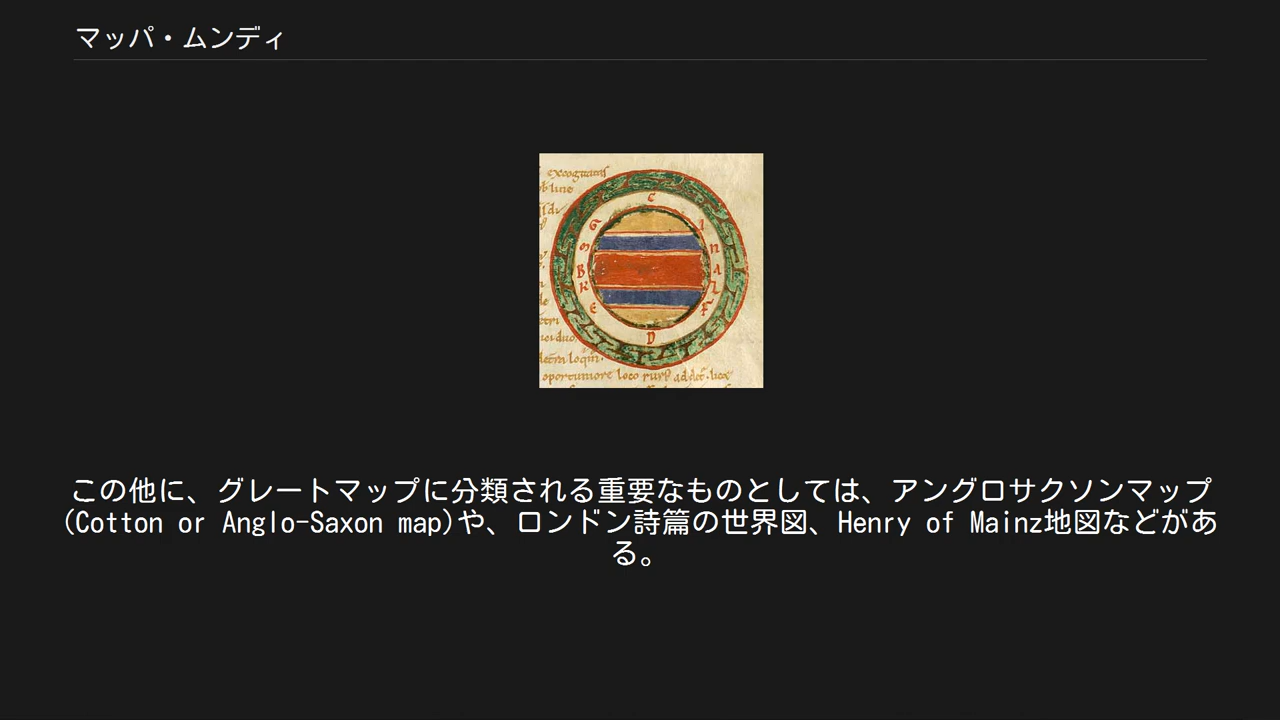 マッパ・ムンディ
exogitamus
C
D
B
K
E
oportuniore loco
この他に、グレートマップに分類される重要なものとしては、アングロサクソンマップ
(Cotton or Anglo-Saxon map)や、ロンドン詩篇の世界図、Henry of Mainz地図などがあ
る。